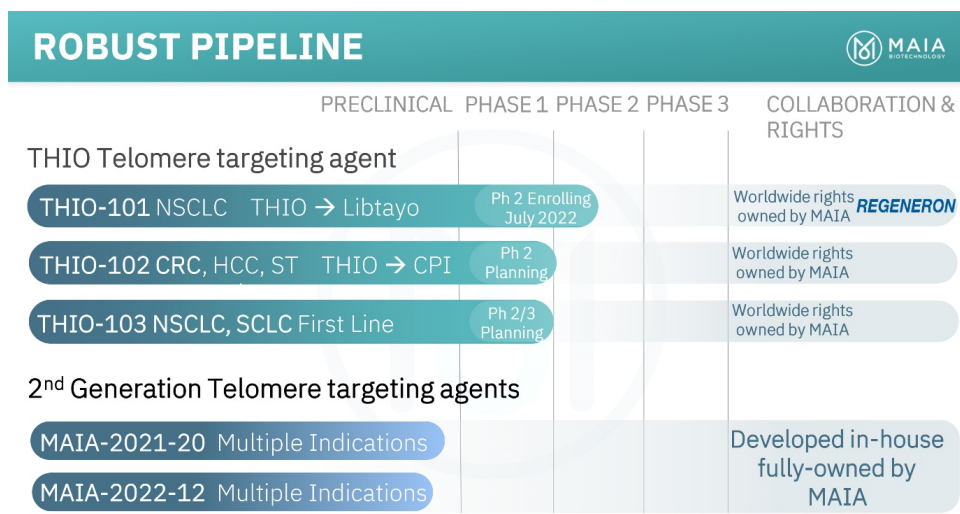 ROBUST PIPELINE
MAIA
BIOTECHNOLOGY
PRECLINICAL PHASE 1 PHASE 2 PHASE 3 COLLABORATION &
RIGHTS
THIO Telomere targeting agent
THIO-101 NSCLC THIO → Libtayo
Ph 2 Enrolling
July 2022
Worldwide rights
owned by MAIA
REGENERON
THIO-102 CRC, HCC, ST THIO → CPI
Ph 2
Planning
Worldwide rights
owned by MAIA
THIO-103 NSCLC, SCLC First Line
Ph 2/3
Planning
Worldwide rights
owned by MAIA
2nd Generation Telomere targeting agents
MAIA-2021-20 Multiple Indications
MAIA-2022-12 Multiple Indications
Developed in-house
fully-owned by
MAIA